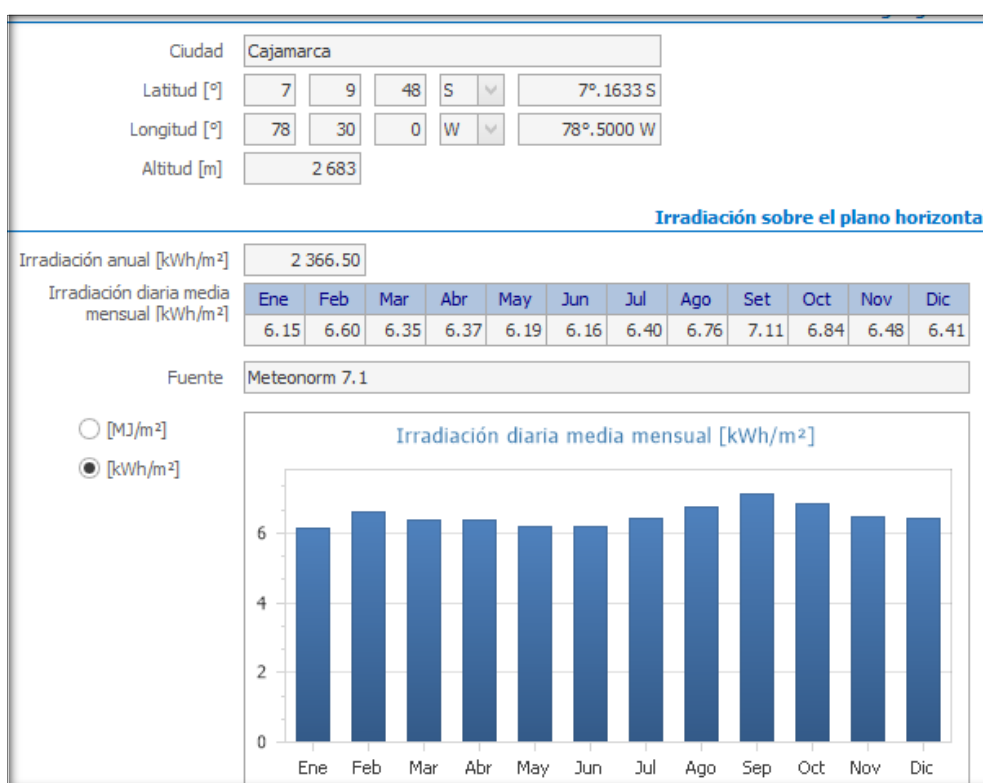 Ciudad Cajamarca
Latitud [°] 7 9 48 S 7°.1633 S
Longitud [°] 78 30 0 W 78°.5000 W
Altitud [m] 2 683
Irradiación sobre el plano horizonta
Irradiación anual [kWh/m²] 2 366.50
Irradiación diaria media
mensual [kWh/m²]
Ene Feb Mar Abr May Jun Jul Ago Set Oct Nov Dic
6.15 6.60 6.35 6.37 6.19 6.16 6.40 6.76 7.11 6.84 6.48 6.41
Fuente Meteonorm 7.1
[MJ/m²]
[kWh/m²]
Irradiación diaria media mensual [kWh/m²]
6
4
2
0
Ene Feb Mar Abr May Jun Jul Ago Sep Oct Nov Dic